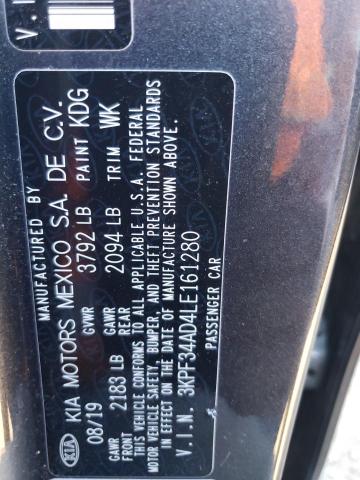 MANUFACTURED BY
KIA KIA MOTORS MEXICO S.A. DE C.V.
08/19 GVWR 3792 LB PAINT KDG
GAWR FRONT 2183 LB GAWR REAR 2094 LB TRIM WK
THIS VEHICLE CONFORMS TO ALL APPLICABLE U.S.A. FEDERAL
MOTOR VEHICLE SAFETY, BUMPER, AND THEFT PREVENTION STANDARDS
IN EFFECT ON THE DATE OF MANUFACTURE SHOWN ABOVE.
V.I.N. 3KPF34AD4LE161280
PASSENGER CAR